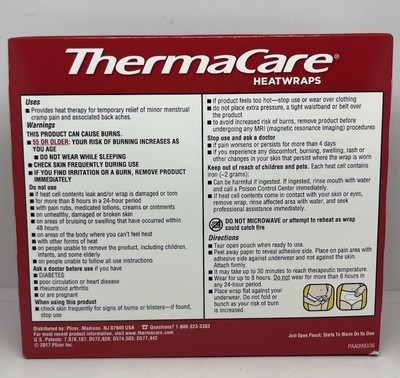 ThermaCare®
HEATWRAPS
Uses
■ Provides heat therapy for temporary relief of minor menstrual
cramp pain and associated back aches.
Warnings
THIS PRODUCT CAN CAUSE BURNS.
■ 55 OR OLDER: YOUR RISK OF BURNING INCREASES AS
YOU AGE
■ DO NOT WEAR WHILE SLEEPING
■ CHECK SKIN FREQUENTLY DURING USE
■ IF YOU FIND IRRITATION OR A BURN, REMOVE PRODUCT
IMMEDIATELY
Do not use
■ if heat cell contents leak and/or wrap is damaged or torn
■ for more than 8 hours in a 24-hour period
■ with pain rubs, medicated lotions, creams or ointments
■ on unhealthy, damaged or broken skin
■ on areas of bruising or swelling that have occurred within
48 hours
■ on areas of the body where you can't feel heat
■ with other forms of heat
■ on people unable to remove the product, including children,
infants, and some elderly
■ on people unable to follow all use instructions
Ask a doctor before use if you have
■ DIABETES
■ poor circulation or heart disease
■ rheumatoid arthritis
■ or are pregnant
When using this product
■ check skin frequently for signs of burns or blisters—if found,
stop use
■ if product feels too hot—stop use or wear over clothing
■ do not place extra pressure, a tight waistband or belt over
the product
■ to avoid increased risk of burns, remove product before
undergoing any MRI (magnetic resonance imaging) procedures
Stop use and ask a doctor
■ if pain worsens or persists for more than 4 days
■ if you experience any discomfort, burning, swelling, rash or
other changes in your skin that persist where the wrap is worn
Keep out of reach of children and pets. Each heat cell contains
iron (~2 grams):
■ Can be harmful if ingested. If ingested, rinse mouth with water
and call a Poison Control Center immediately.
■ If heat cell contents come in contact with your skin or eyes,
remove wrap, rinse affected area with water, and seek
professional assistance immediately.
DO NOT MICROWAVE or attempt to reheat as wrap
could catch fire
Directions
■ Tear open pouch when ready to use.
■ Peel away paper to reveal adhesive side. Place on pain area with
adhesive side against underwear and not against the skin.
Attach firmly.
■ It may take up to 30 minutes to reach therapeutic temperature.
■ Wear for up to 8 hours. Do not wear for more than 8 hours in
any 24-hour period.
■ Place wrap flat against your
underwear. Do not fold or
bunch as your risk of burn
is increased.
Distributed by: Pfizer, Madison, NJ 07940 USA
Questions? 1-800-323-3383
For most recent product information, visit www.thermacare.com
U.S. Patents: 7,878,187; D577,829; D574,503; D577,442
© 2017 Pfizer Inc.
Just Open Pouch: Starts To Warm On Its Own
PAA099336